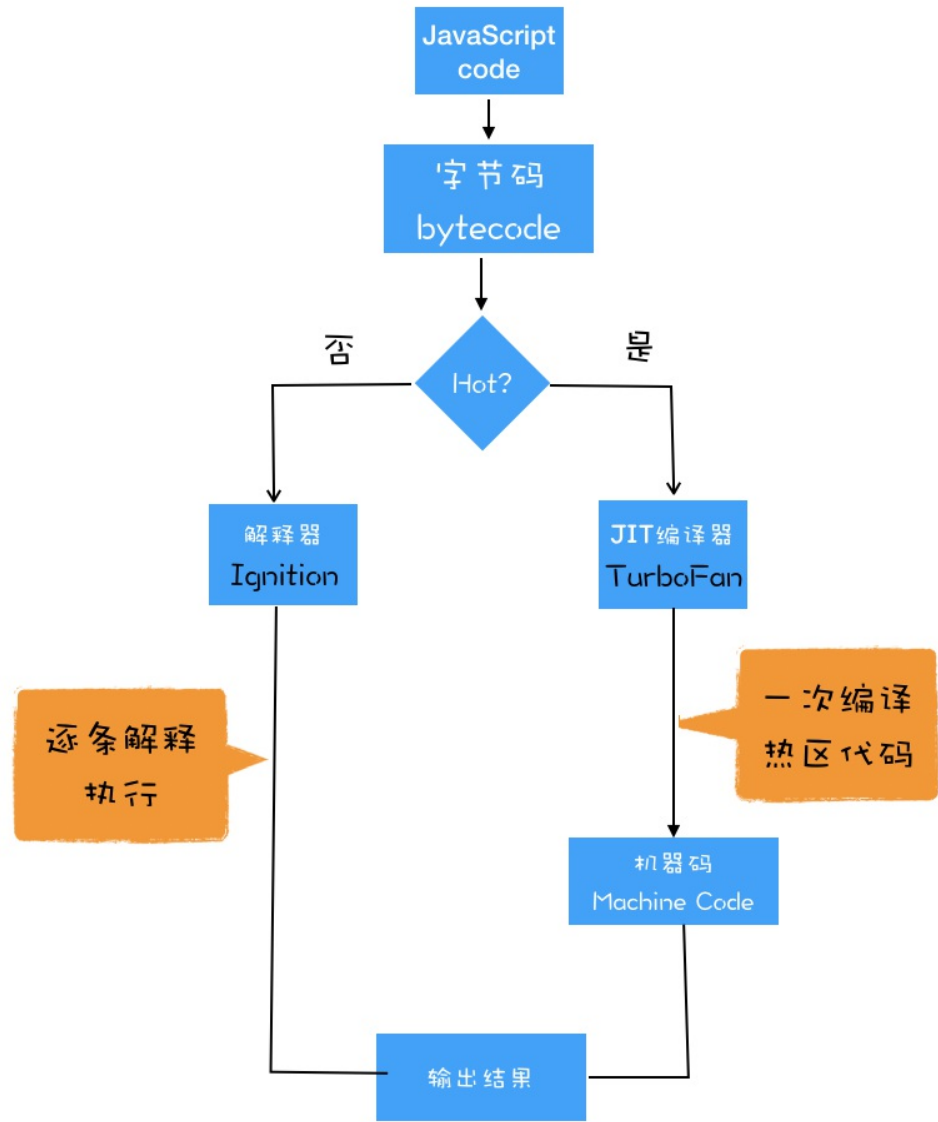 JavaScript
code
字节码
bytecode
否
是
Hot?
解释器
Ignition
JIT编译器
TurboFan
逐条解释
执行
一次编译
热区代码
机器码
Machine Code
输出结果